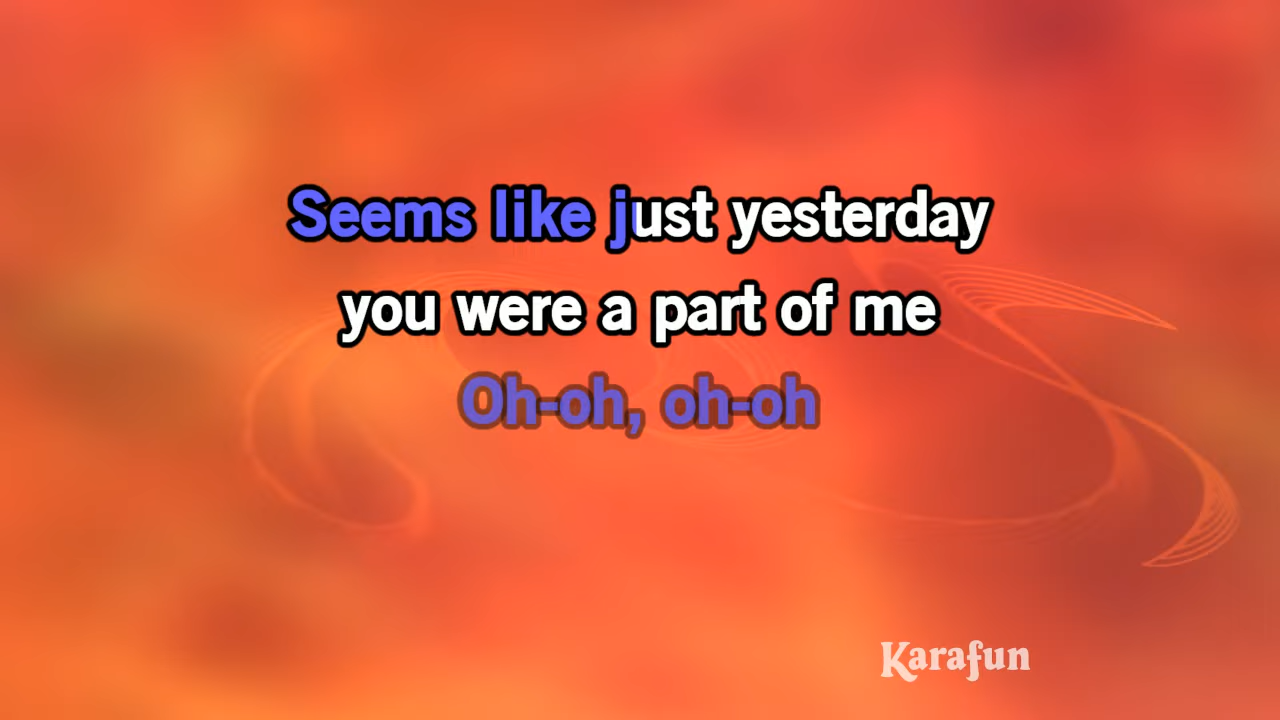 Seems like just yesterday
you were a part of me
Oh-oh, oh-oh
Karafun